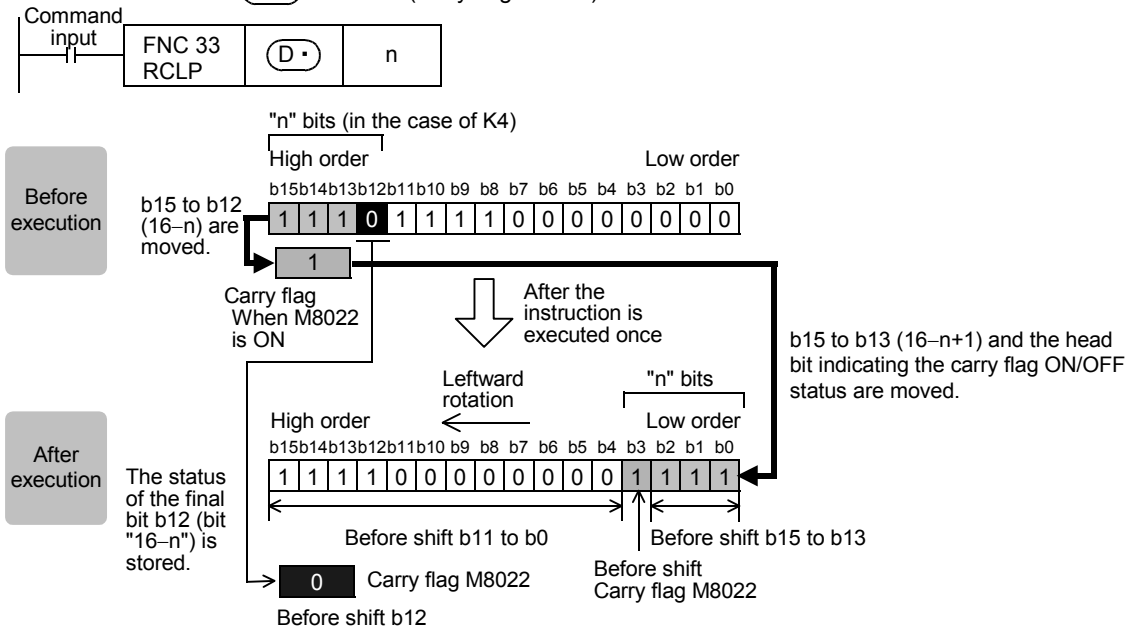 Command
input
FNC 33
RCLP
D・
n
"n" bits (in the case of K4)
High order Low order
b15b14b13b12b11b10 b9 b8 b7 b6 b5 b4 b3 b2 b1 b0
Before
execution
b15 to b12
(16−n) are
moved.
1 1 1 0 1 1 1 1 0 0 0 0 0 0 0 0
1
Carry flag
When M8022
is ON
After the
instruction is
executed once
b15 to b13 (16−n+1) and the head
bit indicating the carry flag ON/OFF
status are moved.
Leftward
rotation
"n" bits
High order Low order
b15b14b13b12b11b10 b9 b8 b7 b6 b5 b4 b3 b2 b1 b0
After
execution
1 1 1 1 0 0 0 0 0 0 0 0 1 1 1 1
The status
of the final
bit b12 (bit
"16−n") is
stored.
Before shift b11 to b0
Before shift b15 to b13
Before shift
Carry flag M8022
0 Carry flag M8022
Before shift b12